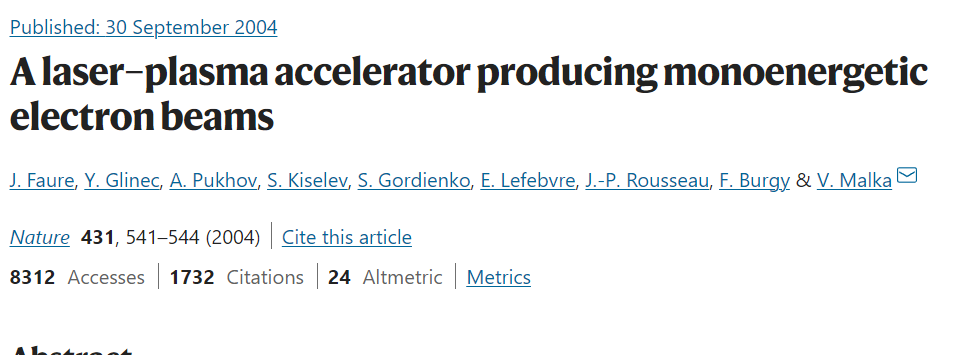 Published: 30 September 2004
A laser–plasma accelerator producing monoenergetic
electron beams
J. Faure, Y. Glinec, A. Pukhov, S. Kiselev, S. Gordienko, E. Lefebvre, J.-P. Rousseau, F. Burgy & V. Malka
Nature 431, 541–544 (2004) | Cite this article
8312 Accesses | 1732 Citations | 24 Altmetric | Metrics
Abstract